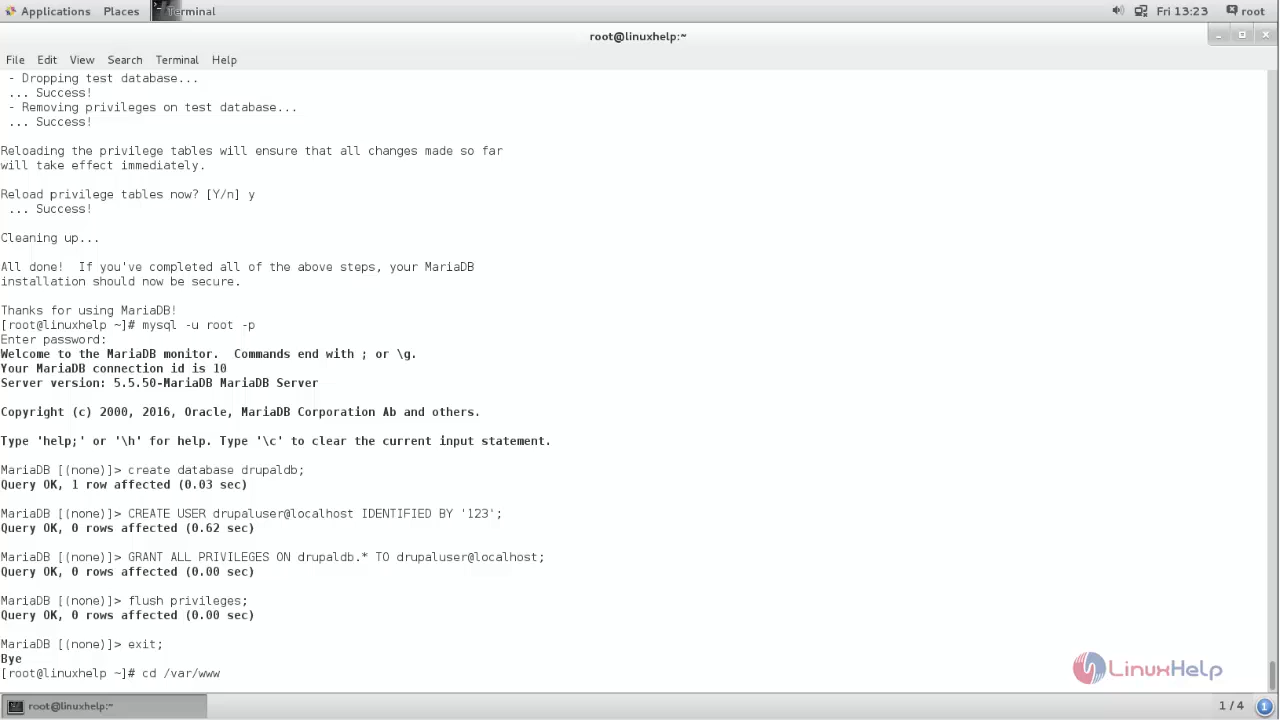 Applications Places Terminal Fri 13:23 root
root@linuxhelp:~
File Edit View Search Terminal Help
- Dropping test database...
... Success!
- Removing privileges on test database...
... Success!
Reloading the privilege tables will ensure that all changes made so far
will take effect immediately.
Reload privilege tables now? [Y/n] y
... Success!
Cleaning up...
All done!  If you've completed all of the above steps, your MariaDB
installation should now be secure.
Thanks for using MariaDB!
[root@linuxhelp ~]# mysql -u root -p
Enter password:
Welcome to the MariaDB monitor.  Commands end with ; or \g.
Your MariaDB connection id is 10
Server version: 5.5.50-MariaDB MariaDB Server
Copyright (c) 2000, 2016, Oracle, MariaDB Corporation Ab and others.
Type 'help;' or '\h' for help. Type '\c' to clear the current input statement.
MariaDB [(none)]> create database drupaldb;
Query OK, 1 row affected (0.03 sec)
MariaDB [(none)]> CREATE USER drupaluser@localhost IDENTIFIED BY '123';
Query OK, 0 rows affected (0.62 sec)
MariaDB [(none)]> GRANT ALL PRIVILEGES ON drupaldb.* TO drupaluser@localhost;
Query OK, 0 rows affected (0.00 sec)
MariaDB [(none)]> flush privileges;
Query OK, 0 rows affected (0.00 sec)
MariaDB [(none)]> exit;
Bye
[root@linuxhelp ~]# cd /var/www
LinuxHelp
root@linuxhelp:~ 1 / 4 1